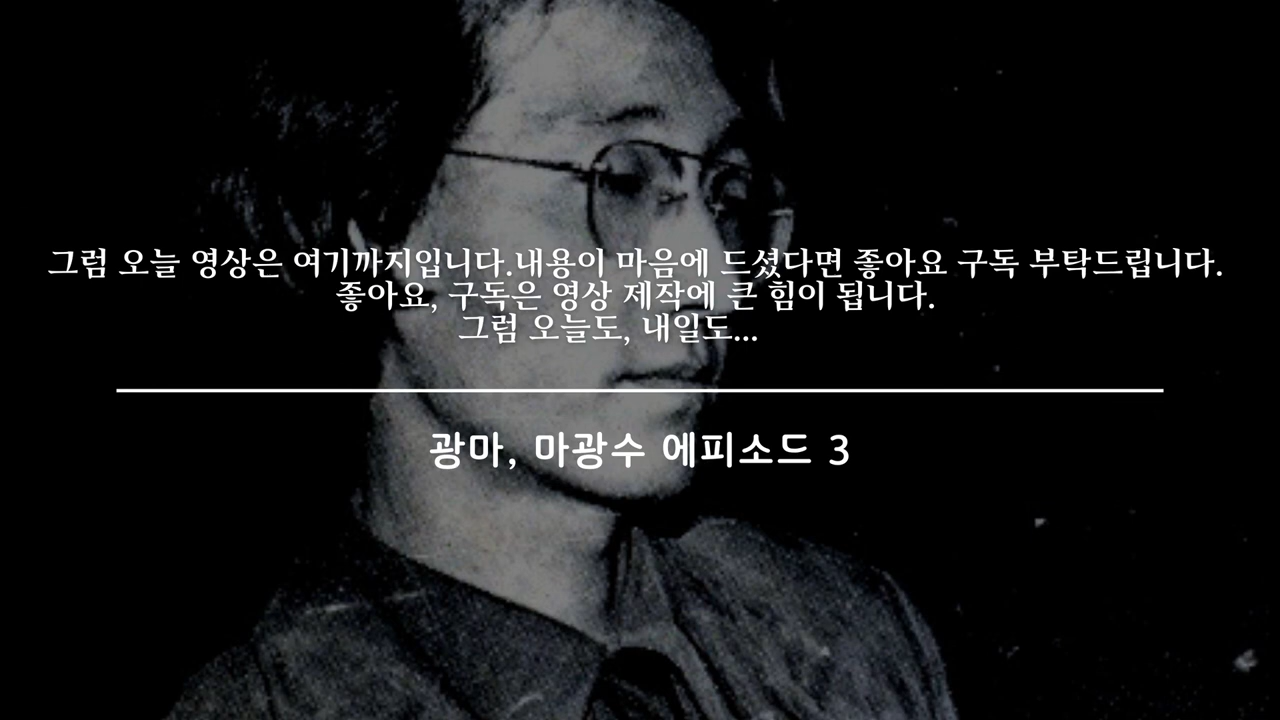 그럼 오늘 영상은 여기까지입니다.내용이 마음에 드셨다면 좋아요 구독 부탁드립니다.
좋아요, 구독은 영상 제작에 큰 힘이 됩니다.
그럼 오늘도, 내일도...
광마, 마광수 에피소드 3